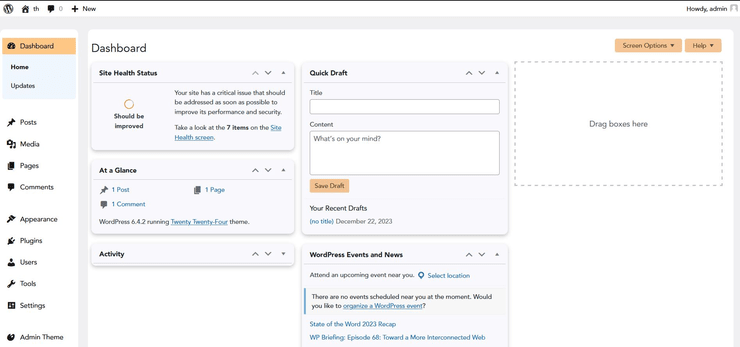 th 0 New Howdy, admin
Dashboard
Home
Updates
Posts
Media
Pages
Comments
Appearance
Plugins
Users
Tools
Settings
Admin Theme
Dashboard
Screen Options Help
Site Health Status
Should be
improved
Your site has a critical issue that should
be addressed as soon as possible to
improve its performance and security.
Take a look at the 7 items on the Site
Health screen.
At a Glance
1 Post 1 Page
1 Comment
WordPress 6.4.2 running Twenty Twenty-Four theme.
Activity
Quick Draft
Title
Content
What's on your mind?
Save Draft
Your Recent Drafts
(no title) December 22, 2023
WordPress Events and News
Attend an upcoming event near you. Select location
There are no events scheduled near you at the moment. Would
you like to organize a WordPress event?
State of the Word 2023 Recap
WP Briefing: Episode 68: Toward a More Interconnected Web
Drag boxes here